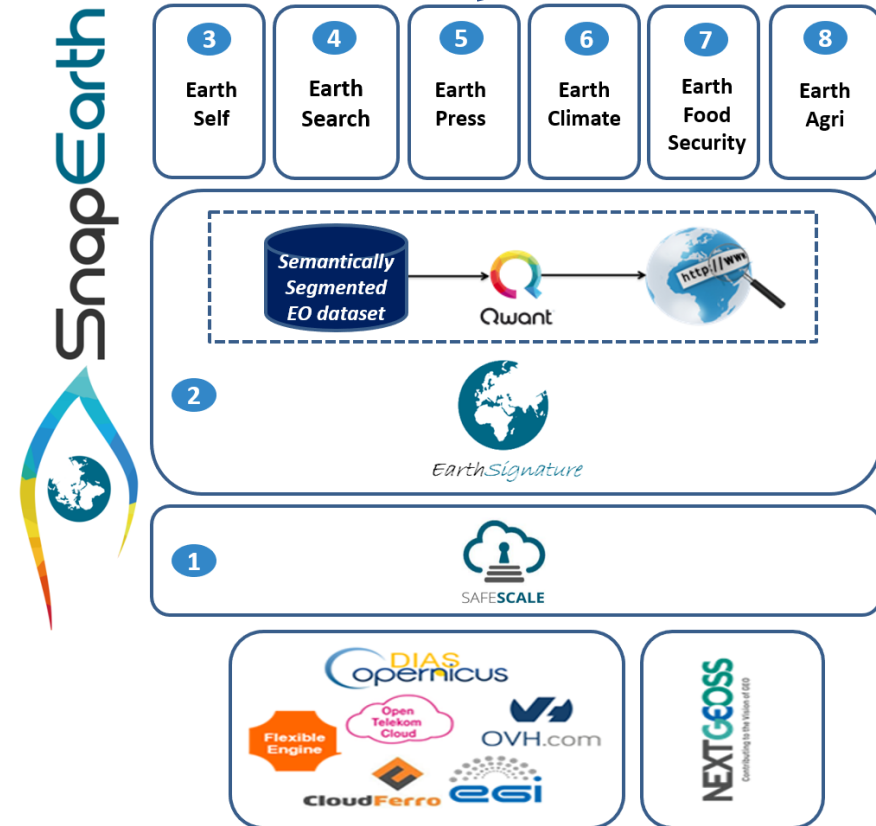 SnapEarth
3
Earth
Self
4
Earth
Search
5
Earth
Press
6
Earth
Climate
7
Earth
Food
Security
8
Earth
Agri
Semantically
Segmented
EO dataset
Qwant
http://www
2
EarthSignature
1
SAFESCALE
DIAS
Copernicus
Flexible
Engine
Open
Telekom
Cloud
OVH.com
CloudFerro
egi
NEXTGEOSS
Contributing to the Vision of GEO